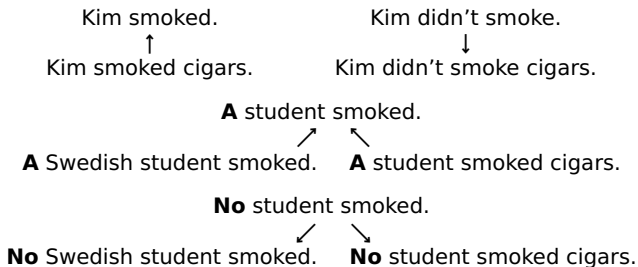 Kim smoked. Kim didn't smoke.
↑ ↓
Kim smoked cigars. Kim didn't smoke cigars.
A student smoked.
↗ ↖
A Swedish student smoked. A student smoked cigars.
No student smoked.
↙ ↘
No Swedish student smoked. No student smoked cigars.